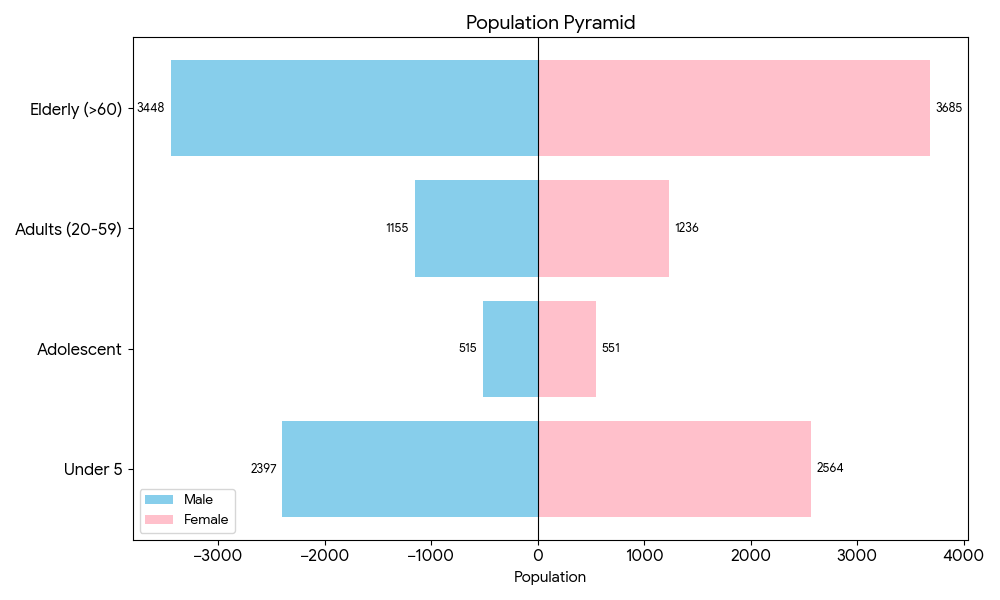 Population Pyramid
Elderly (>60)
3448
3685
Adults (20-59)
1155
1236
Adolescent
515
551
Under 5
2397
2564
Male
Female
−3000
−2000
−1000
0
1000
2000
3000
4000
Population